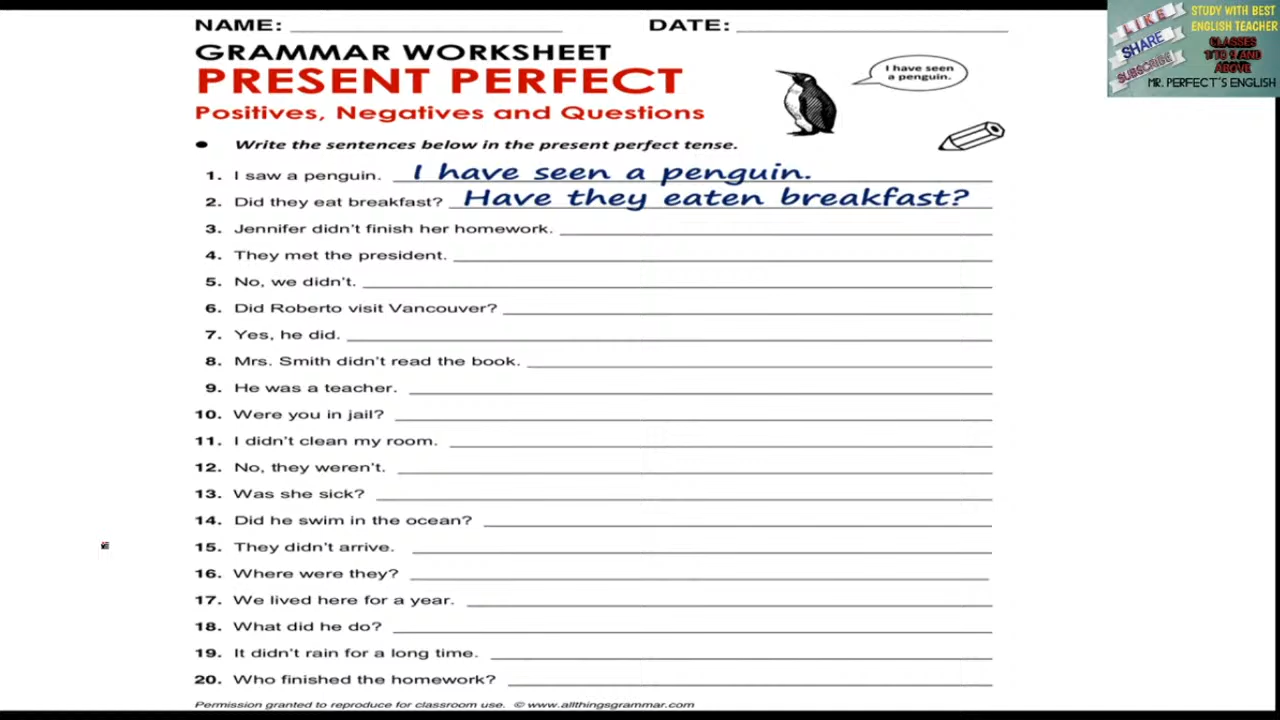 NAME: DATE:
GRAMMAR WORKSHEET
PRESENT PERFECT
Positives, Negatives and Questions
I have seen
a penguin.
LIKE
SHARE
SUBSCRIBE
STUDY WITH BEST
ENGLISH TEACHER
CLASSES
AND
ABOVE
MR. PERFECT'S ENGLISH
● Write the sentences below in the present perfect tense.
1. I saw a penguin. I have seen a penguin.
2. Did they eat breakfast? Have they eaten breakfast?
3. Jennifer didn't finish her homework.
4. They met the president.
5. No, we didn't.
6. Did Roberto visit Vancouver?
7. Yes, he did.
8. Mrs. Smith didn't read the book.
9. He was a teacher.
10. Were you in jail?
11. I didn't clean my room.
12. No, they weren't.
13. Was she sick?
14. Did he swim in the ocean?
15. They didn't arrive.
16. Where were they?
17. We lived here for a year.
18. What did he do?
19. It didn't rain for a long time.
20. Who finished the homework?
Permission granted to reproduce for classroom use. © www.allthingsgrammar.com